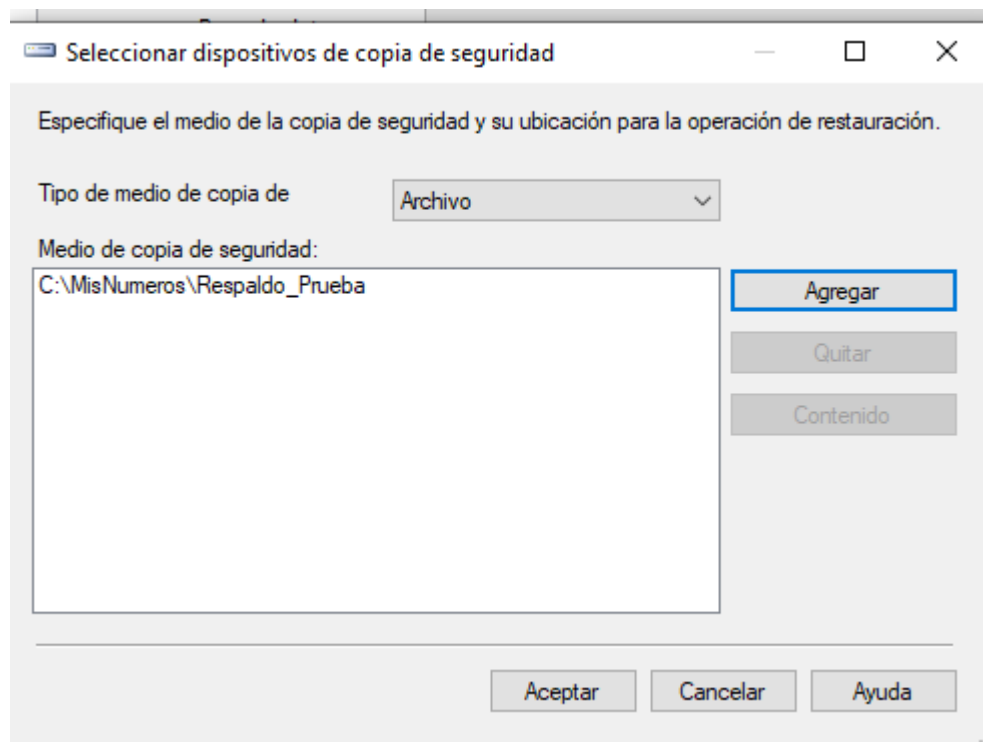 Seleccionar dispositivos de copia de seguridad
Especifique el medio de la copia de seguridad y su ubicación para la operación de restauración.
Tipo de medio de copia de
Archivo
Medio de copia de seguridad:
C:\MisNumeros\Respaldo_Prueba
Agregar
Quitar
Contenido
Aceptar
Cancelar
Ayuda